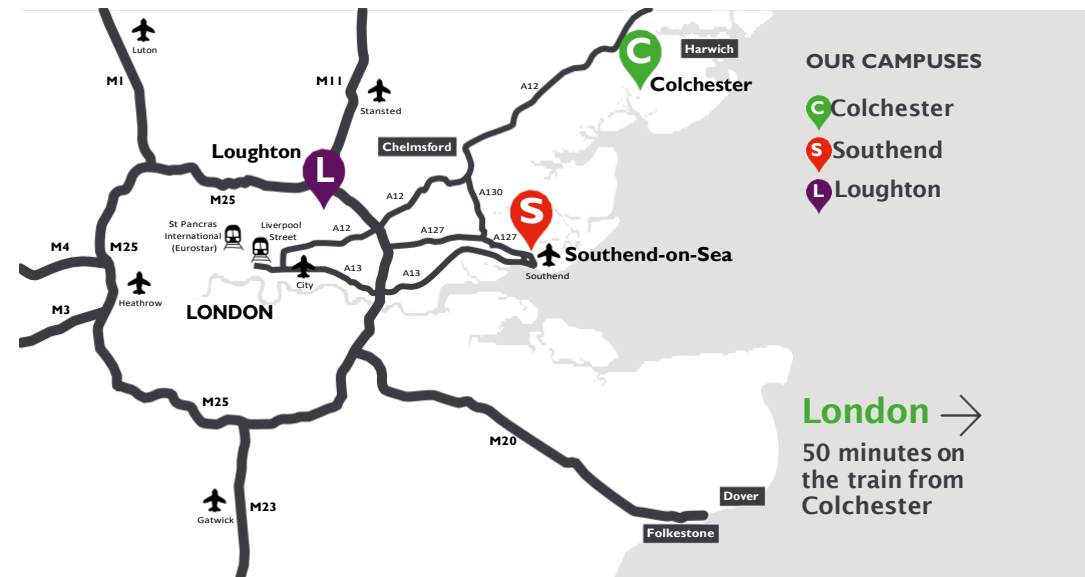 Luton
M1
M11
Stansted
Harwich
C
Colchester
A12
Chelmsford
Loughton
L
M25
A12
A130
S
St Pancras
International
(Eurostar)
Liverpool
Street
A12
A127
A127
Southend-on-Sea
Southend
M4
M25
A13
A13
City
Heathrow
M3
LONDON
M25
M20
Gatwick
M23
Dover
Folkestone
OUR CAMPUSES
C Colchester
S Southend
L Loughton
London
50 minutes on
the train from
Colchester